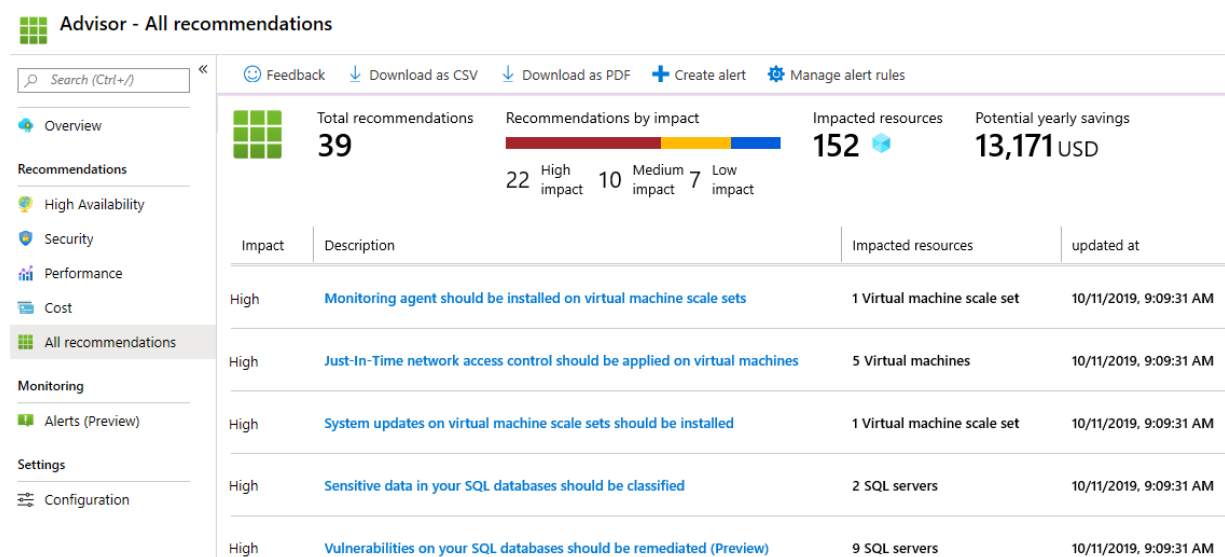 Advisor - All recommendations
Search (Ctrl+/)
«
Overview
Recommendations
High Availability
Security
Performance
Cost
All recommendations
Monitoring
Alerts (Preview)
Settings
Configuration
Feedback Download as CSV Download as PDF Create alert Manage alert rules
Total recommendations
39
Recommendations by impact
22 High impact 10 Medium impact 7 Low impact
Impacted resources
152
Potential yearly savings
13,171 USD
Impact Description Impacted resources updated at
High Monitoring agent should be installed on virtual machine scale sets 1 Virtual machine scale set 10/11/2019, 9:09:31 AM
High Just-In-Time network access control should be applied on virtual machines 5 Virtual machines 10/11/2019, 9:09:31 AM
High System updates on virtual machine scale sets should be installed 1 Virtual machine scale set 10/11/2019, 9:09:31 AM
High Sensitive data in your SQL databases should be classified 2 SQL servers 10/11/2019, 9:09:31 AM
High Vulnerabilities on your SQL databases should be remediated (Preview) 9 SQL servers 10/11/2019, 9:09:31 AM